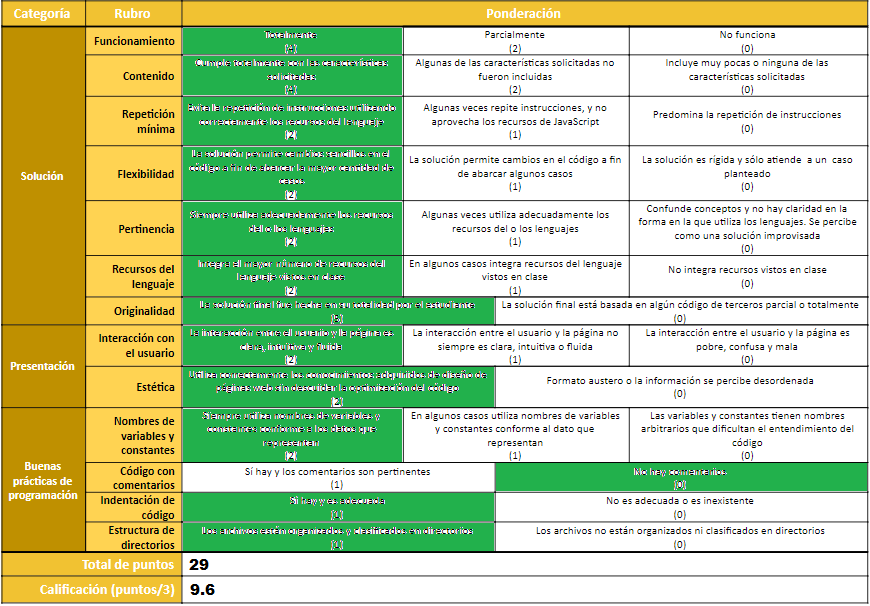 Categoría
Rubro
Ponderación
Solución
Funcionamiento
Totalmente
(4)
Parcialmente
(2)
No funciona
(0)
Contenido
Cumple totalmente con las características
solicitadas
(4)
Algunas de las características solicitadas no
fueron incluidas
(2)
Incluye muy pocas o ninguna de las
características solicitadas
(0)
Repetición
mínima
Evita la repetición de instrucciones utilizando
correctamente los recursos del lenguaje
(2)
Algunas veces repite instrucciones, y no
aprovecha los recursos de JavaScript
(1)
Predomina la repetición de instrucciones
(0)
Flexibilidad
La solución permite cambios sencillos en el
código a fin de abarcar la mayor cantidad de
casos
(2)
La solución permite cambios en el código a fin
de abarcar algunos casos
(1)
La solución es rígida y sólo atiende a un caso
planteado
(0)
Pertinencia
Siempre utiliza adecuadamente los recursos
del o los lenguajes
(2)
Algunas veces utiliza adecuadamente los
recursos del o los lenguajes
(1)
Confunde conceptos y no hay claridad en la
forma en la que utiliza los lenguajes. Se percibe
como una solución improvisada
(0)
Recursos del
lenguaje
Integra el mayor número de recursos del
lenguaje vistos en clase
(2)
En algunos casos integra recursos del lenguaje
vistos en clase
(1)
No integra recursos vistos en clase
(0)
Originalidad
La solución final fue hecha en su totalidad por el estudiante
(5)
La solución final está basada en algún código de terceros parcial o totalmente
(0)
Presentación
Interacción con
el usuario
La interacción entre el usuario y la página es
clara, intuitiva y fluida
(2)
La interacción entre el usuario y la página no
siempre es clara, intuitiva o fluida
(1)
La interacción entre el usuario y la página es
pobre, confusa y mala
(0)
Estética
Utiliza correctamente los conocimientos adquiridos de diseño de
páginas web sin descuidar la optimización del código
(2)
Formato austero o la información se percibe desordenada
(0)
Buenas
prácticas de
programación
Nombres de
variables y
constantes
Siempre utiliza nombres de variables y
constantes conforme a los datos que
representan
(2)
En algunos casos utiliza nombres de variables
y constantes conforme al dato que
representan
(1)
Las variables y constantes tienen nombres
arbitrarios que dificultan el entendimiento del
código
(0)
Código con
comentarios
Sí hay y los comentarios son pertinentes
(1)
No hay comentarios
(0)
Indentación de
código
Sí hay y es adecuada
(1)
No es adecuada o es inexistente
(0)
Estructura de
directorios
Los archivos están organizados y clasificados en directorios
(1)
Los archivos no están organizados ni clasificados en directorios
(0)
Total de puntos
29
Calificación (puntos/3)
9.6